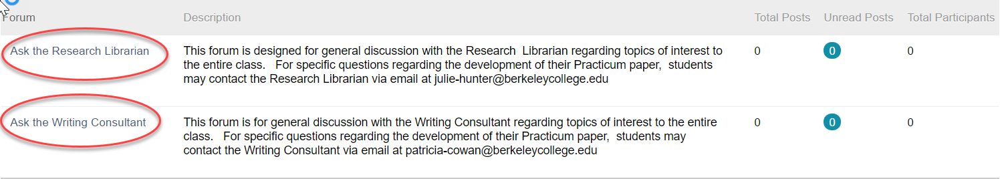 Forum Description Total Posts Unread Posts Total Participants
Ask the Research Librarian This forum is designed for general discussion with the Research  Librarian regarding topics of interest to 0 0 0
the entire class.   For specific questions regarding the development of their Practicum paper,  students
may contact the Research Librarian via email at julie-hunter@berkeleycollege.edu
Ask the Writing Consultant This forum is for general discussion with the Writing Consultant regarding topics of interest to the entire 0 0 0
class.   For specific questions regarding the development of their Practicum paper,  students may
contact the Writing Consultant via email at patricia-cowan@berkeleycollege.edu